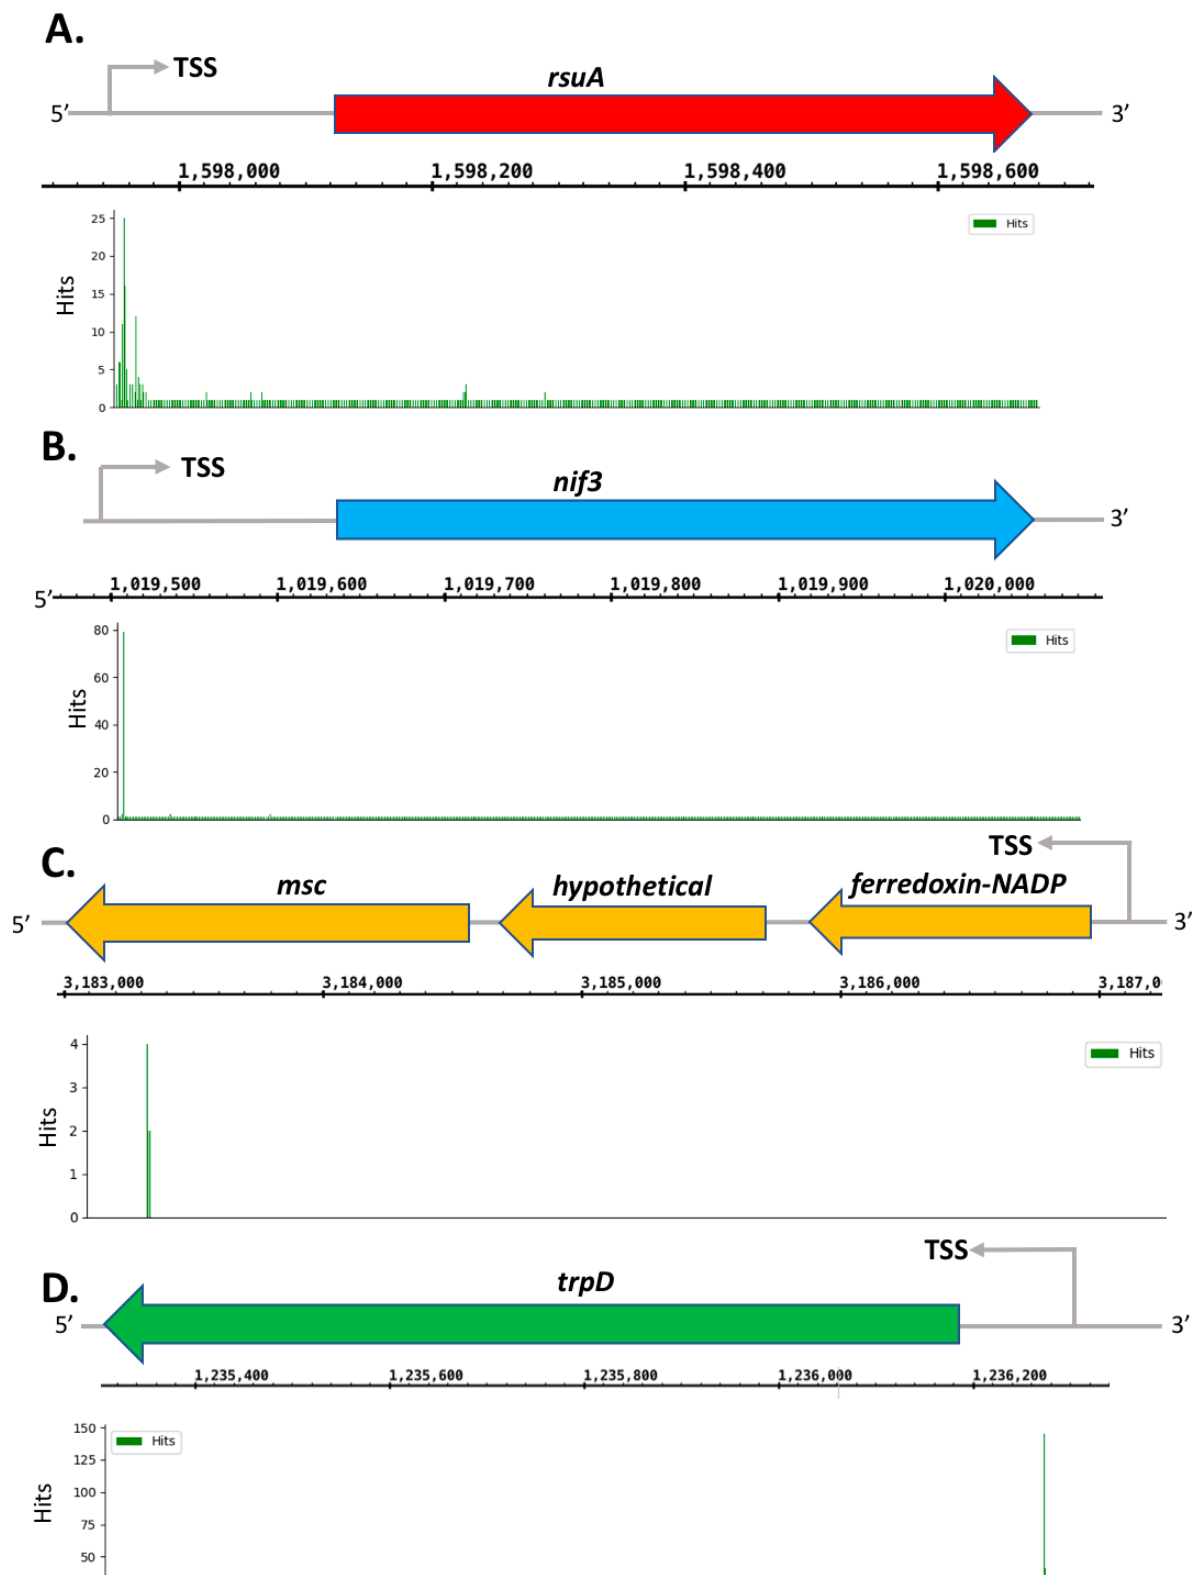 A.
TSS
rsuA
5’
3’
1,598,000 1,598,200 1,598,400 1,598,600
25
20
15
10
5
0
Hits
Hits
B.
TSS
nif3
3’
1,019,500 1,019,600 1,019,700 1,019,800 1,019,900 1,020,000
5’
80
60
40
20
0
Hits
Hits
C.
TSS
msc hypothetical ferredoxin-NADP
5’
3’
3,183,000 3,184,000 3,185,000 3,186,000 3,187,0
4
3
2
1
0
Hits
Hits
TSS
D.
trpD
5’
3’
1,235,400 1,235,600 1,235,800 1,236,000 1,236,200
150
125
100
75
50
Hits
Hits